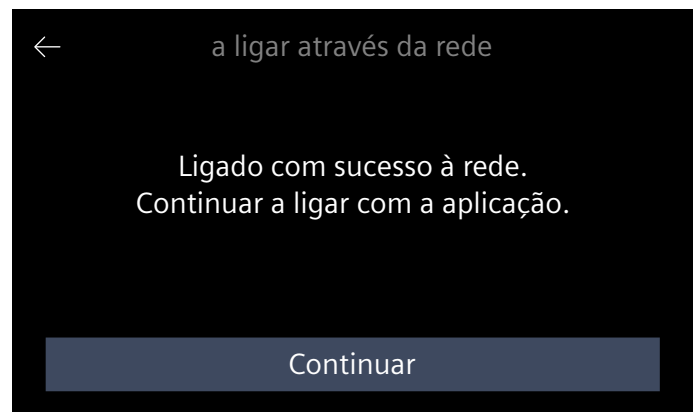 a ligar através da rede
Ligado com sucesso à rede.
Continuar a ligar com a aplicação.
Continuar